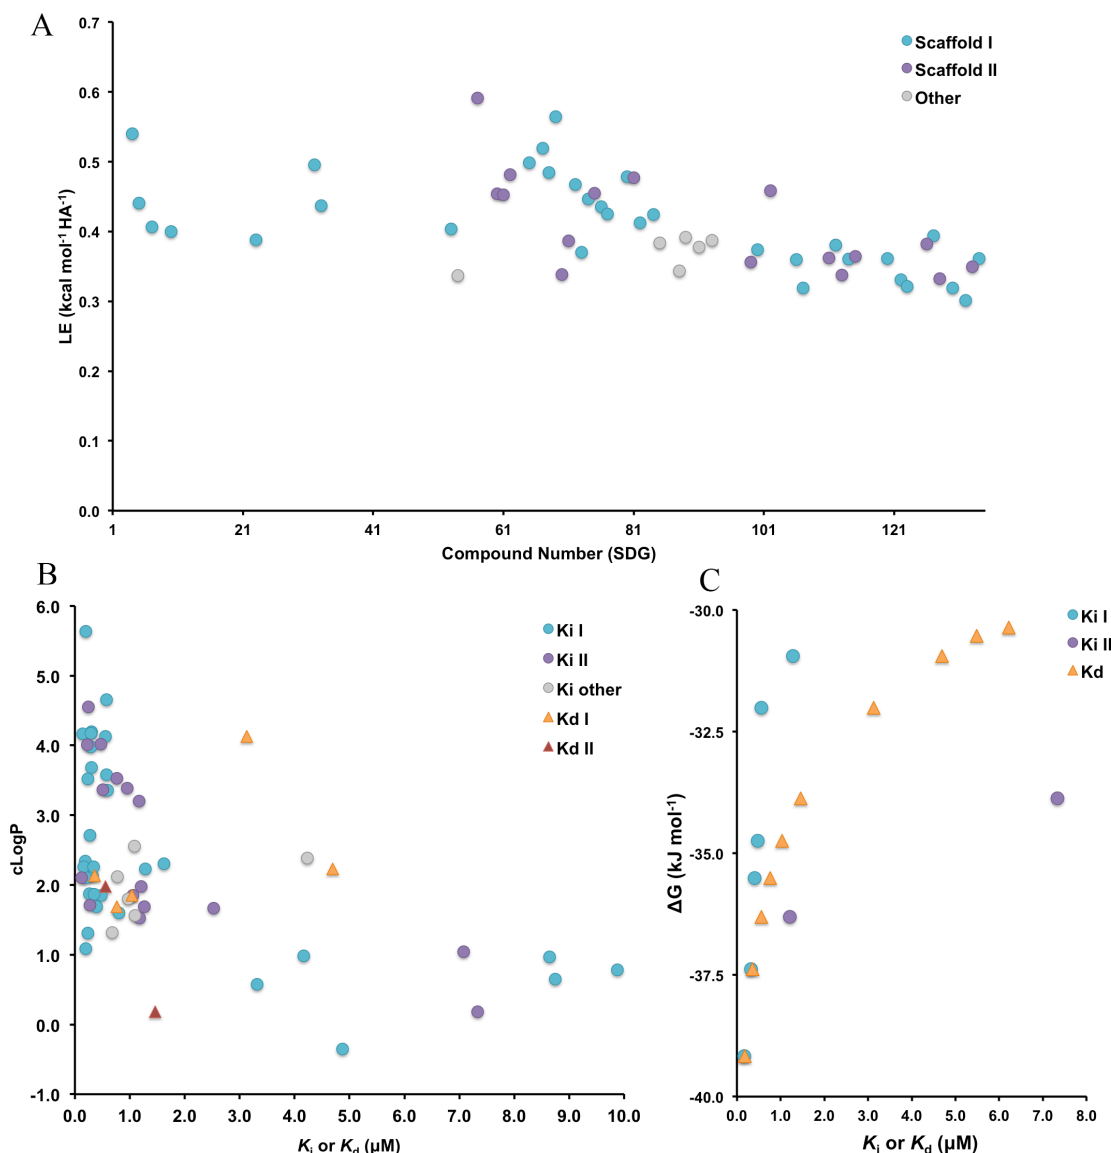 A
0.7
0.6
0.5
0.4
0.3
0.2
0.1
0.0
LE (kcal mol⁻¹ HA⁻¹)
1 21 41 61 81 101 121
Compound Number (SDG)
Scaffold I
Scaffold II
Other
B
6.0
5.0
4.0
3.0
2.0
1.0
0.0
-1.0
cLogP
0.0 1.0 2.0 3.0 4.0 5.0 6.0 7.0 8.0 9.0 10.0
Kᵢ or K_d (µM)
Ki I
Ki II
Ki other
Kd I
Kd II
C
-30.0
-32.5
-35.0
-37.5
-40.0
ΔG (kJ mol⁻¹)
0.0 1.0 2.0 3.0 4.0 5.0 6.0 7.0 8.0
Kᵢ or K_d (µM)
Ki I
Ki II
Kd